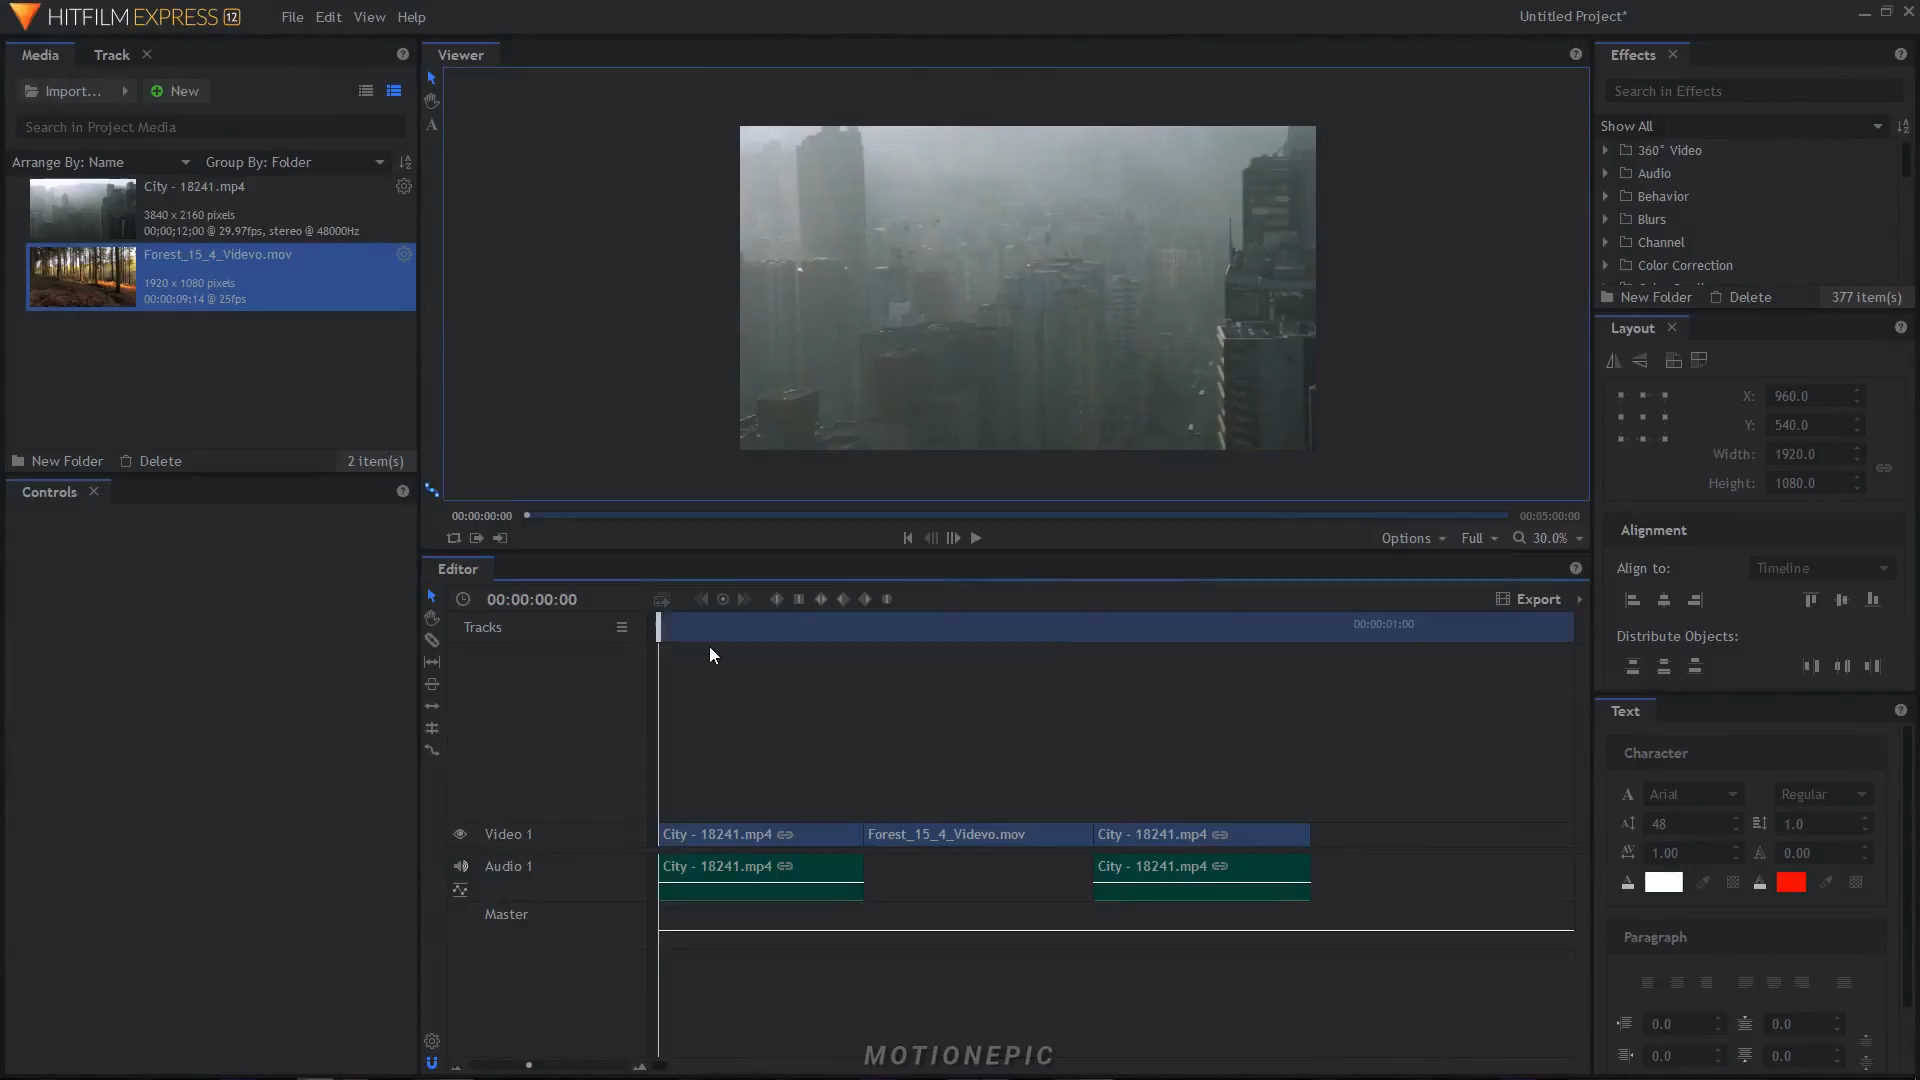 HITFILM EXPRESS 12
File Edit View Help
Untitled Project*
Media Track
Import... New
Search in Project Media
Arrange By: Name Group By: Folder
City - 18241.mp4
3840 x 2160 pixels
00;00;12;00 @ 29.97fps, stereo @ 48000Hz
Forest_15_4_Videvo.mov
1920 x 1080 pixels
00:00:09:14 @ 25fps
New Folder Delete 2 item(s)
Controls
Viewer
00:00:00:00
00:05:00:00
Options Full 30.0%
Editor
00:00:00:00
Export
Tracks
00:00:01:00
Video 1
City - 18241.mp4
Forest_15_4_Videvo.mov
City - 18241.mp4
Audio 1
City - 18241.mp4
City - 18241.mp4
Master
MOTIONEPIC
Effects
Search in Effects
Show All
360° Video
Audio
Behavior
Blurs
Channel
Color Correction
New Folder Delete 377 item(s)
Layout
X: 960.0
Y: 540.0
Width: 1920.0
Height: 1080.0
Alignment
Align to: Timeline
Distribute Objects:
Text
Character
Arial Regular
48 1.0
1.00 0.00
Paragraph
0.0 0.0
0.0 0.0